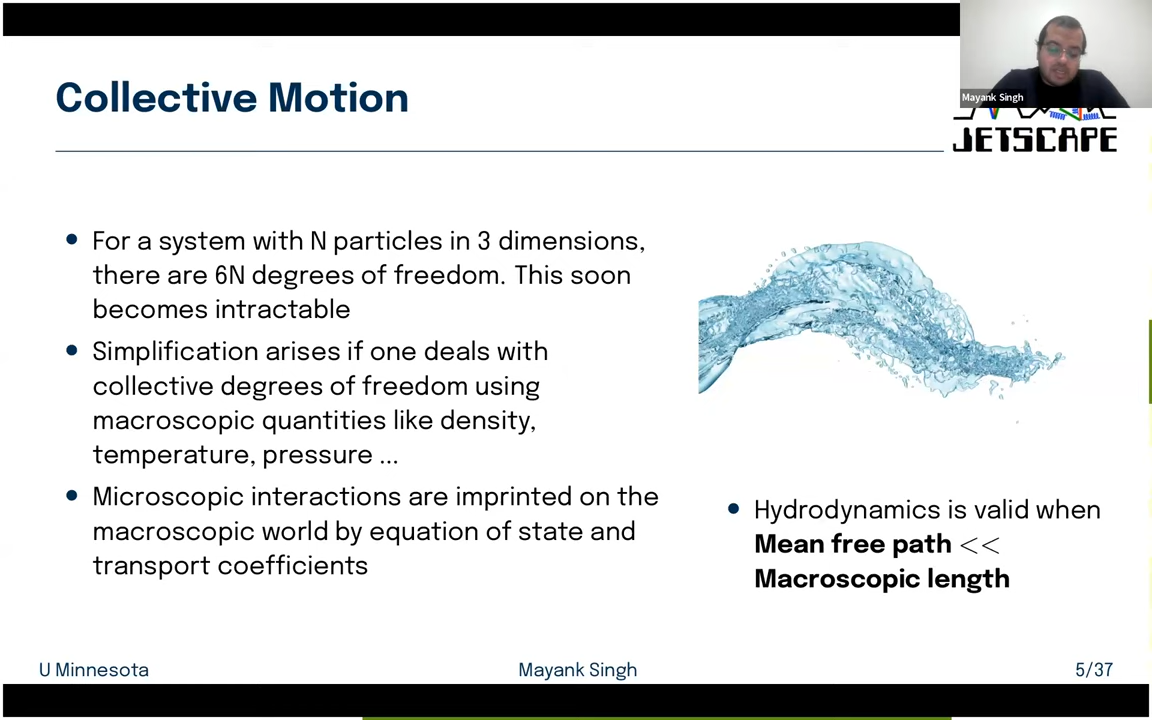 Collective Motion
Mayank Singh
JETSCAPE
• For a system with N particles in 3 dimensions,
there are 6N degrees of freedom. This soon
becomes intractable
• Simplification arises if one deals with
collective degrees of freedom using
macroscopic quantities like density,
temperature, pressure ...
• Microscopic interactions are imprinted on the
macroscopic world by equation of state and
transport coefficients
• Hydrodynamics is valid when
Mean free path <<
Macroscopic length
U Minnesota
Mayank Singh
5/37